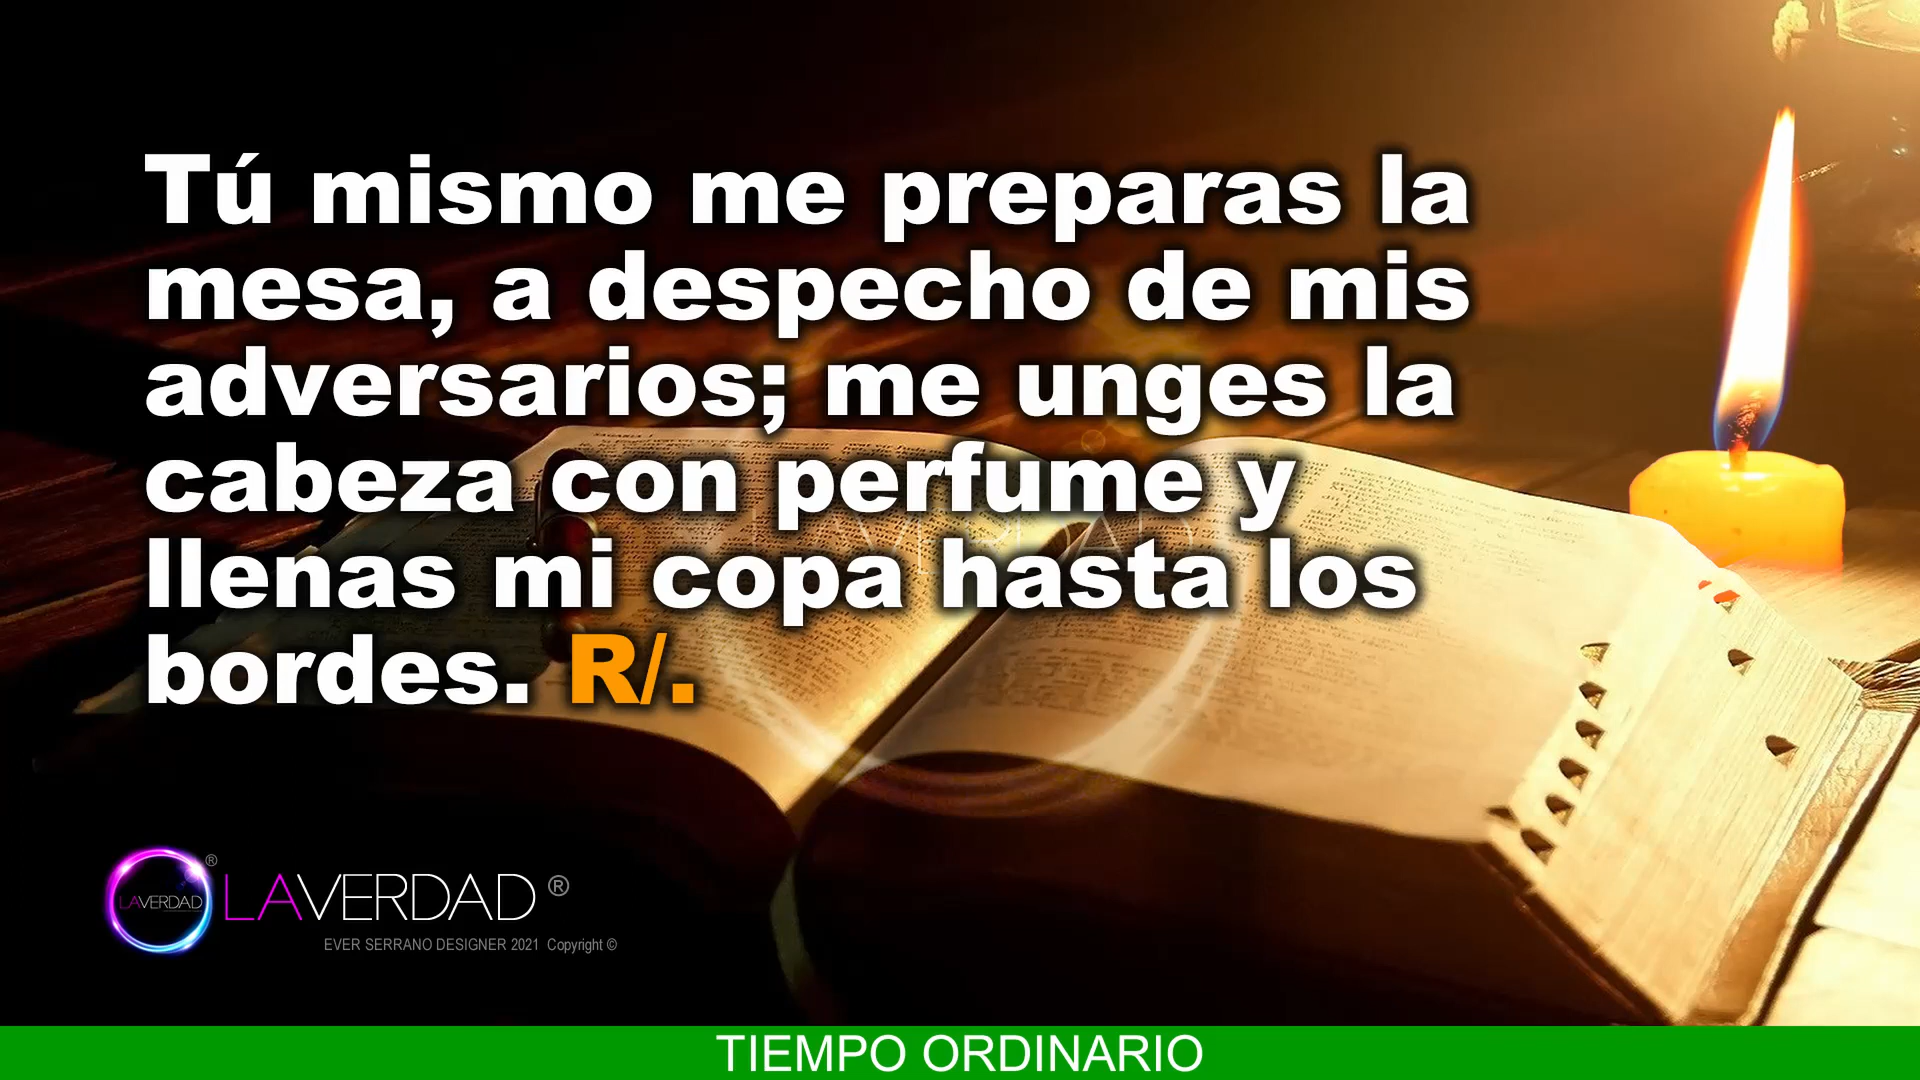 Tú mismo me preparas la
mesa, a despecho de mis
adversarios; me unges la
cabeza con perfume y
llenas mi copa hasta los
bordes. R/.
LAVERDAD ®
LAVERDAD ®
EVER SERRANO DESIGNER 2021 Copyright ©
TIEMPO ORDINARIO